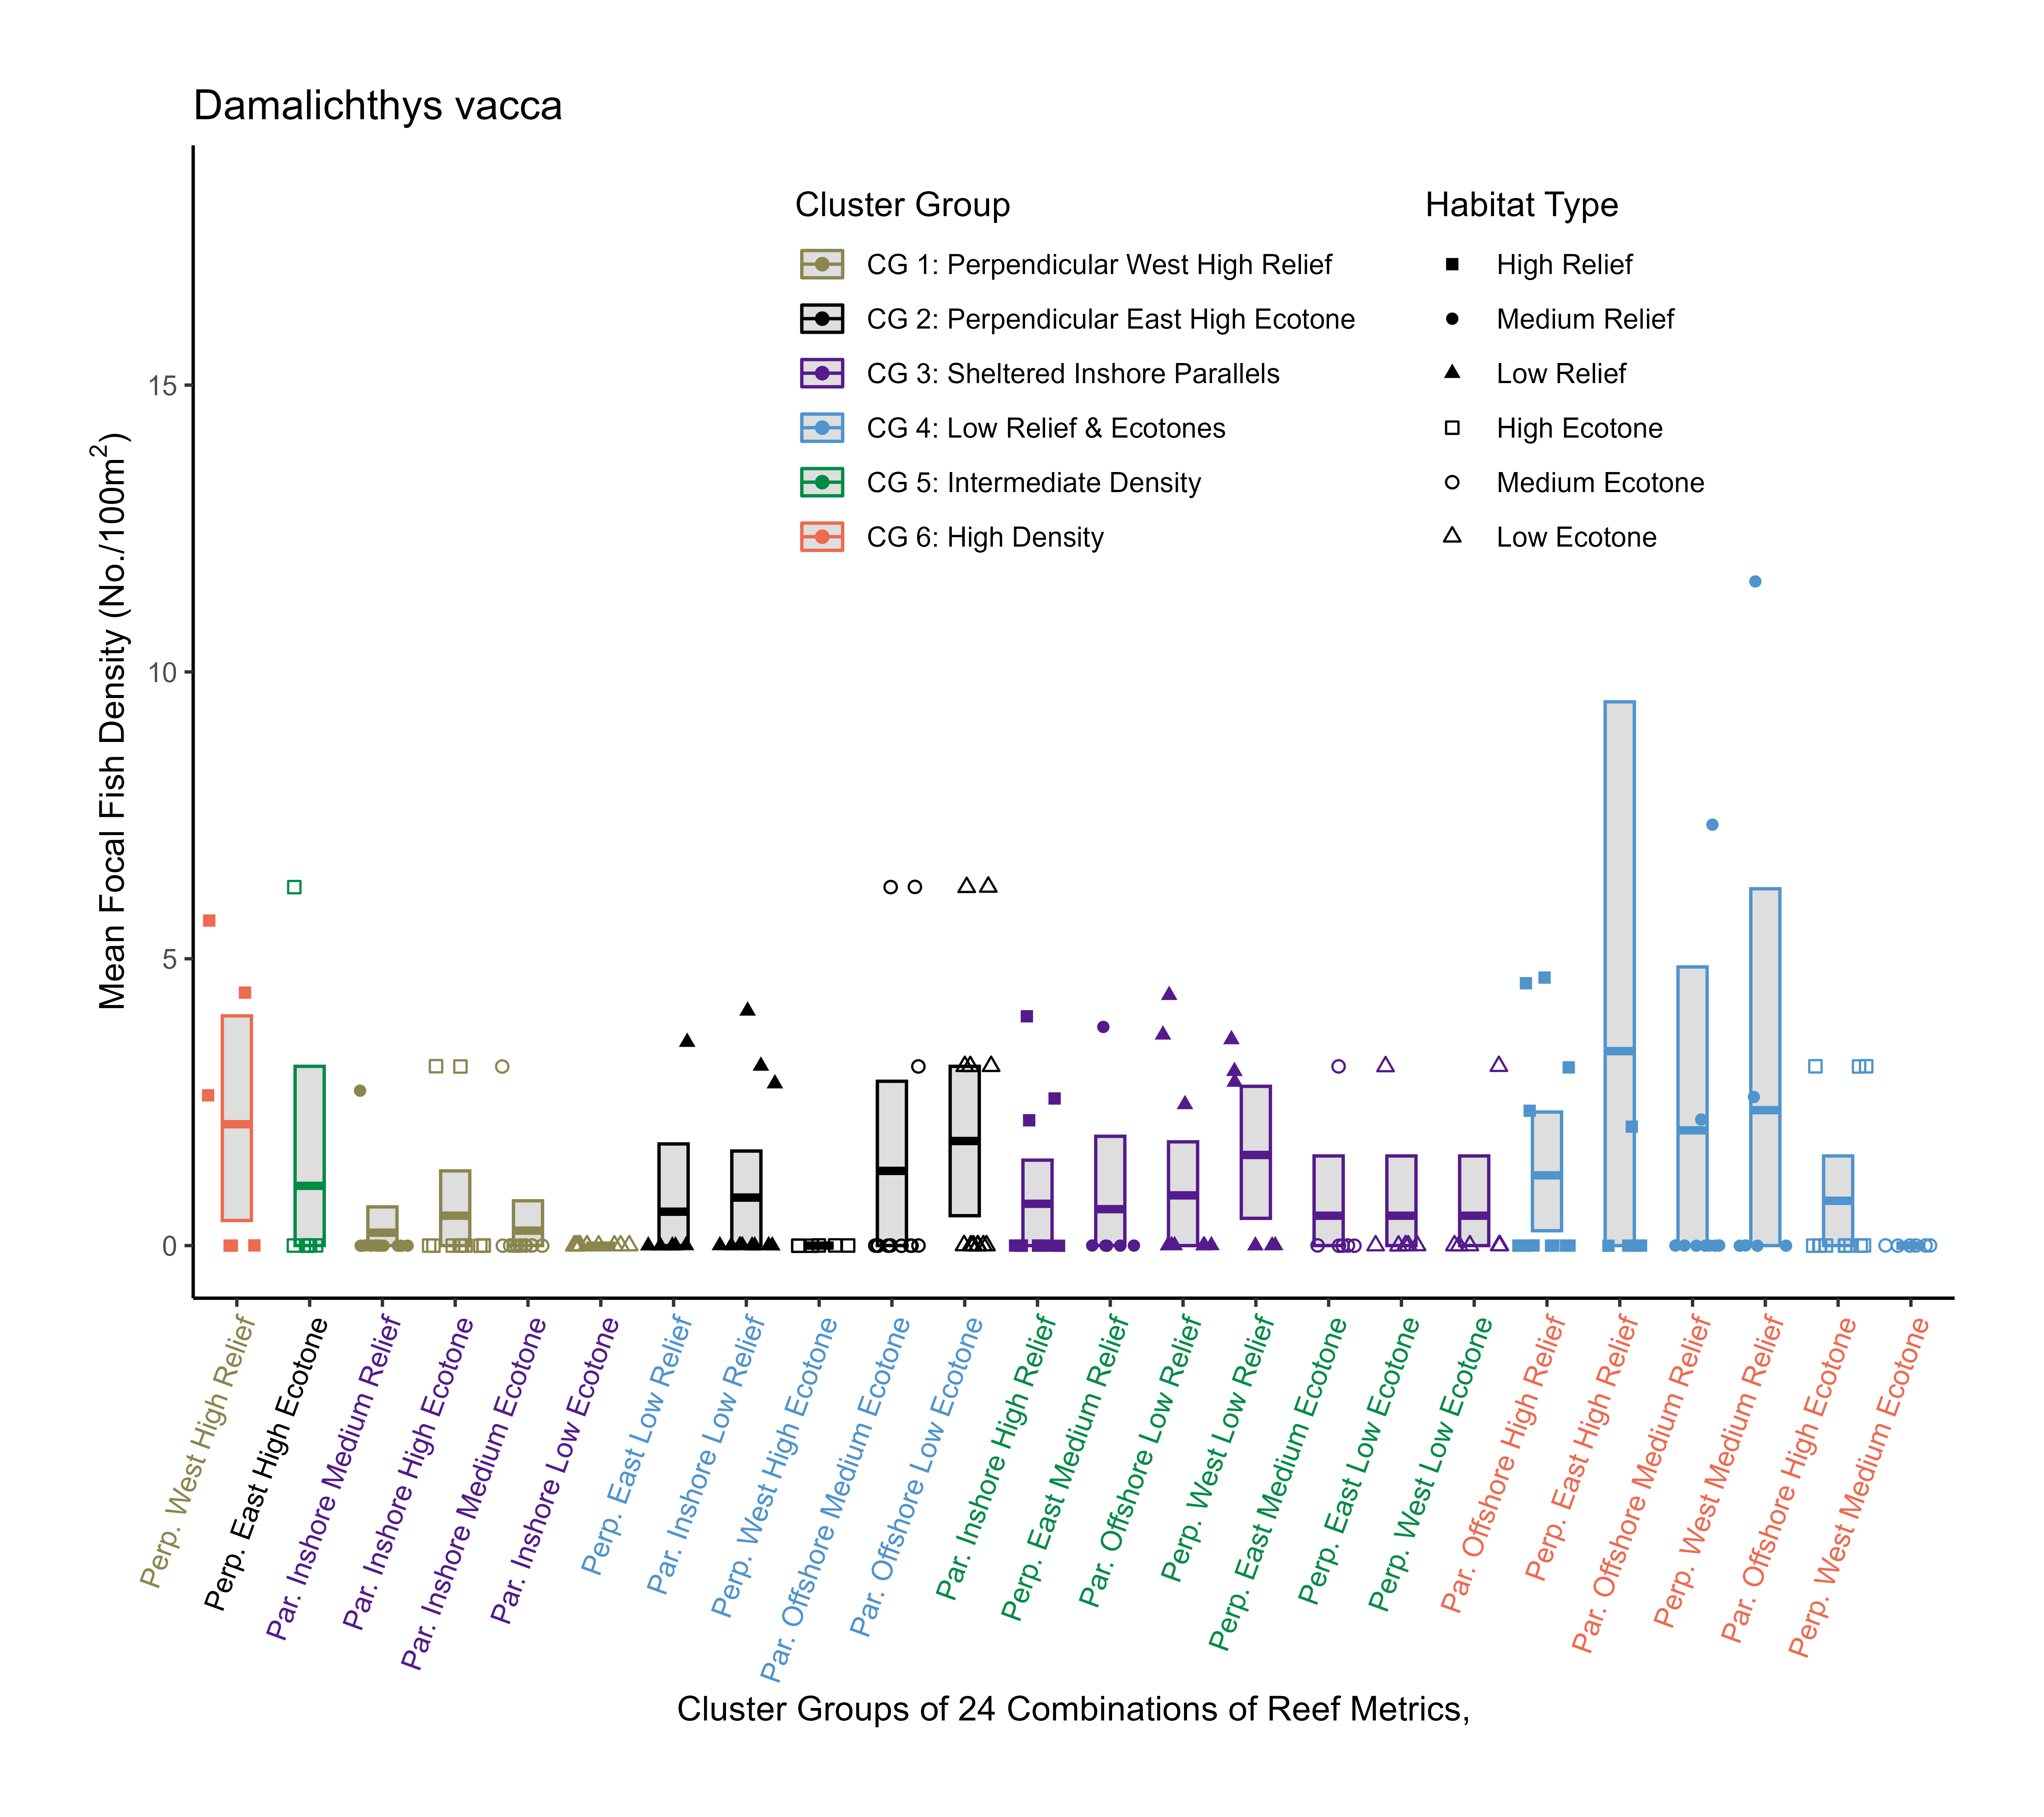 Damalichthys vacca
Cluster Group
CG 1: Perpendicular West High Relief
CG 2: Perpendicular East High Ecotone
CG 3: Sheltered Inshore Parallels
CG 4: Low Relief & Ecotones
CG 5: Intermediate Density
CG 6: High Density
Habitat Type
High Relief
Medium Relief
Low Relief
High Ecotone
Medium Ecotone
Low Ecotone
Mean Focal Fish Density (No./100m²)
15
10
5
0
Perp. West High Relief
Perp. East High Ecotone
Par. Inshore Medium Relief
Par. Inshore High Ecotone
Par. Inshore Medium Ecotone
Par. Inshore Low Ecotone
Perp. East Low Relief
Par. Inshore Low Relief
Perp. West High Ecotone
Par. Offshore Medium Ecotone
Par. Offshore Low Ecotone
Par. Inshore High Relief
Perp. East Medium Relief
Par. Offshore Low Relief
Perp. West Low Relief
Perp. East Medium Ecotone
Perp. East Low Ecotone
Perp. West Low Ecotone
Par. Offshore High Relief
Perp. East High Relief
Par. Offshore Medium Relief
Perp. West Medium Relief
Par. Offshore High Ecotone
Perp. West Medium Ecotone
Cluster Groups of 24 Combinations of Reef Metrics,